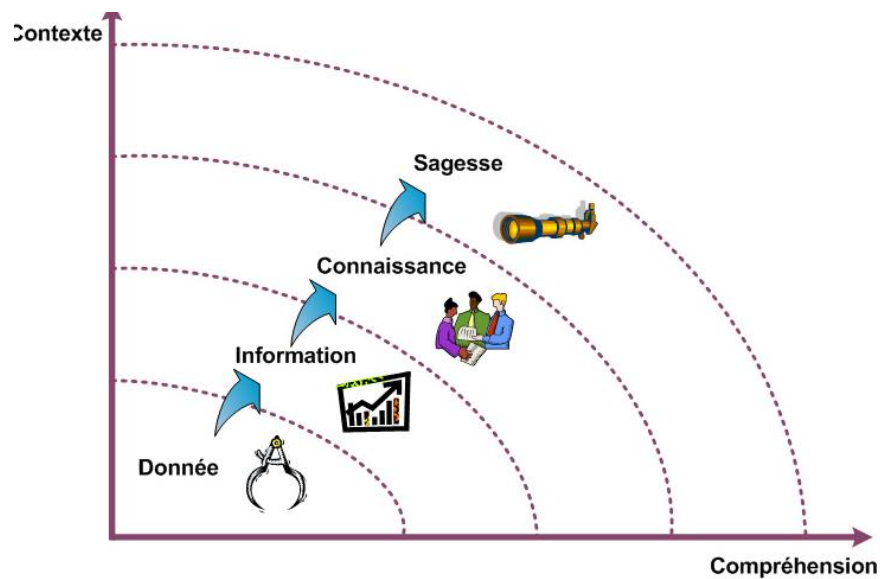 Contexte
Sagesse
Connaissance
Information
Donnée
Compréhension